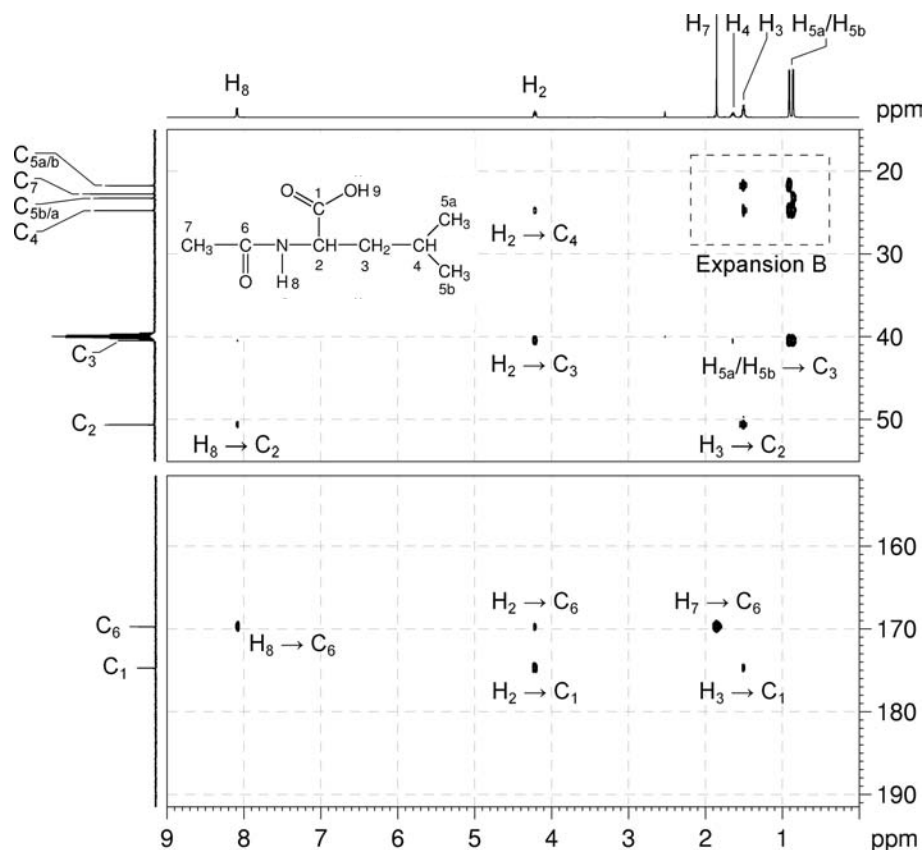 H₇ H₄ H₃ H₅ₐ/H₅b
H₈ H₂
ppm
C₅ₐ/b
C₇
C₅b/ₐ
C₄
C₃
C₂
20
30
40
50
O 1 OH 9
7 6 5a
CH₃ N 2 CH₂ CH₃
O H 8 3 4 CH₃
5b
H₂ → C₄
Expansion B
H₂ → C₃
H₅ₐ/H₅b → C₃
H₈ → C₂
H₃ → C₂
C₆
C₁
160
170
180
190
H₂ → C₆
H₇ → C₆
H₈ → C₆
H₂ → C₁
H₃ → C₁
9 8 7 6 5 4 3 2 1 ppm